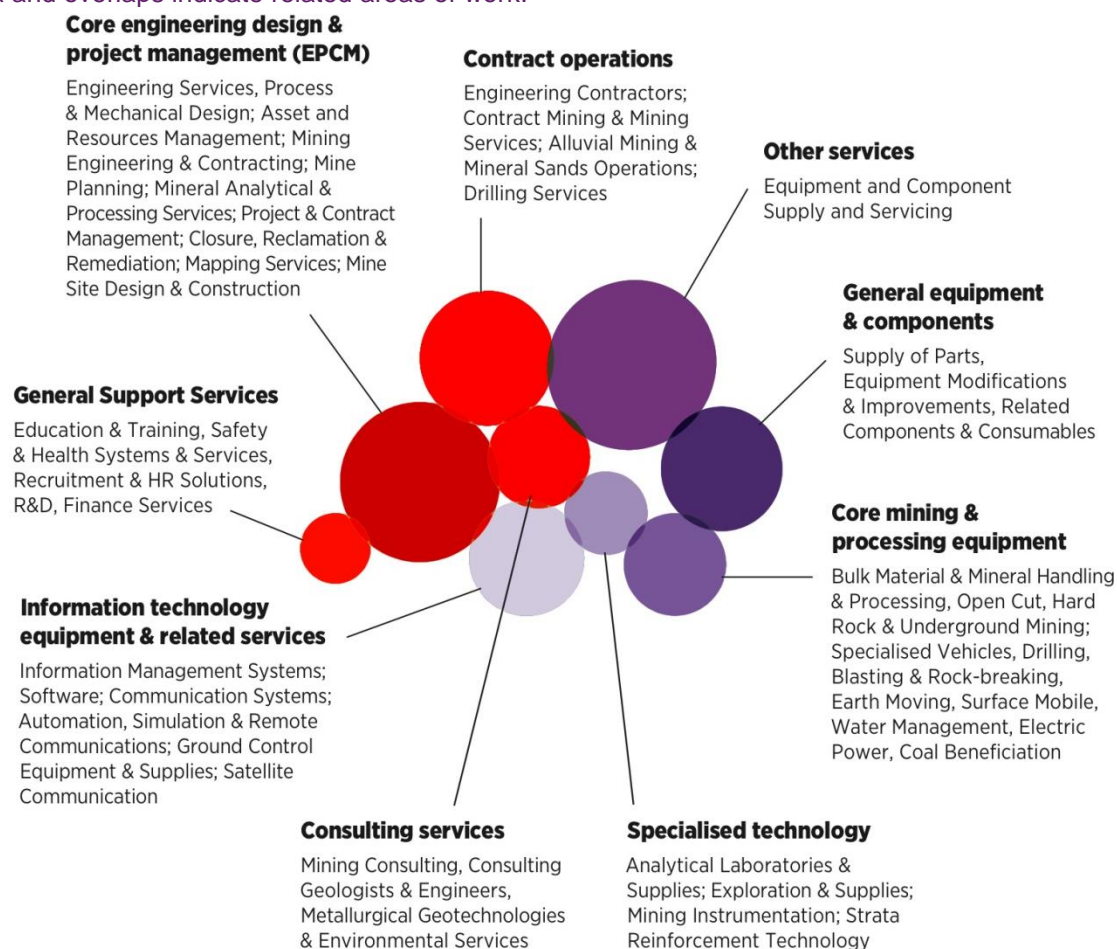 and overlaps indicate related areas of work.
Core engineering design &
project management (EPCM)
Engineering Services, Process
& Mechanical Design; Asset and
Resources Management; Mining
Engineering & Contracting; Mine
Planning; Mineral Analytical &
Processing Services; Project & Contract
Management; Closure, Reclamation &
Remediation; Mapping Services; Mine
Site Design & Construction
Contract operations
Engineering Contractors;
Contract Mining & Mining
Services; Alluvial Mining &
Mineral Sands Operations;
Drilling Services
Other services
Equipment and Component
Supply and Servicing
General equipment
& components
Supply of Parts,
Equipment Modifications
& Improvements, Related
Components & Consumables
General Support Services
Education & Training, Safety
& Health Systems & Services,
Recruitment & HR Solutions,
R&D, Finance Services
Core mining &
processing equipment
Bulk Material & Mineral Handling
& Processing, Open Cut, Hard
Rock & Underground Mining;
Specialised Vehicles, Drilling,
Blasting & Rock-breaking,
Earth Moving, Surface Mobile,
Water Management, Electric
Power, Coal Beneficiation
Information technology
equipment & related services
Information Management Systems;
Software; Communication Systems;
Automation, Simulation & Remote
Communications; Ground Control
Equipment & Supplies; Satellite
Communication
Consulting services
Mining Consulting, Consulting
Geologists & Engineers,
Metallurgical Geotechnologies
& Environmental Services
Specialised technology
Analytical Laboratories &
Supplies; Exploration & Supplies;
Mining Instrumentation; Strata
Reinforcement Technology